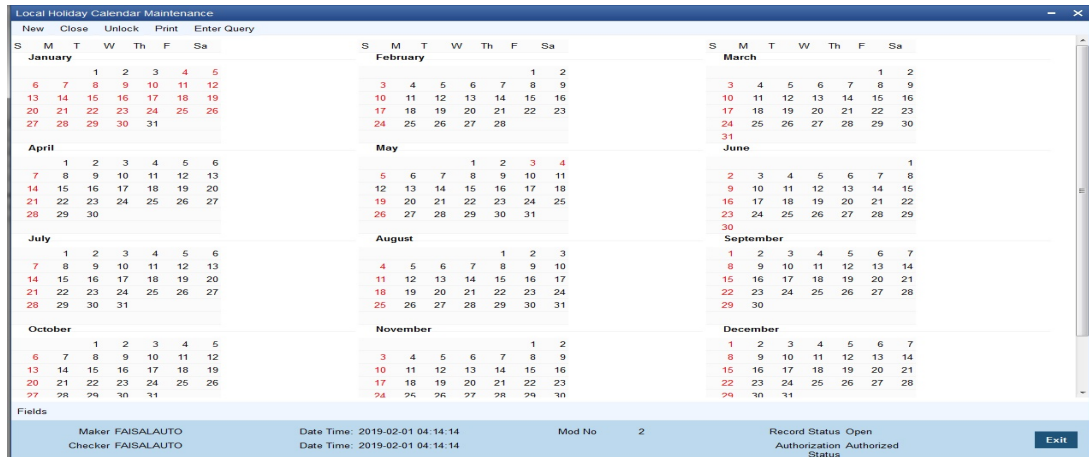 Local Holiday Calendar Maintenance
New Close Unlock Print Enter Query
S M T W Th F Sa S M T W Th F Sa S M T W Th F Sa
January February March
1 2 3 4 5 1 2 1 2
6 7 8 9 10 11 12 3 4 5 6 7 8 9 3 4 5 6 7 8 9
13 14 15 16 17 18 19 10 11 12 13 14 15 16 10 11 12 13 14 15 16
20 21 22 23 24 25 26 17 18 19 20 21 22 23 17 18 19 20 21 22 23
27 28 29 30 31 24 25 26 27 28 24 25 26 27 28 29 30
31
April May June
1 2 3 4 5 6 1 2 3 4 1
7 8 9 10 11 12 13 5 6 7 8 9 10 11 2 3 4 5 6 7 8
14 15 16 17 18 19 20 12 13 14 15 16 17 18 9 10 11 12 13 14 15
21 22 23 24 25 26 27 19 20 21 22 23 24 25 16 17 18 19 20 21 22
28 29 30 26 27 28 29 30 31 23 24 25 26 27 28 29
30
July August September
1 2 3 4 5 6 1 2 3 1 2 3 4 5 6 7
7 8 9 10 11 12 13 4 5 6 7 8 9 10 8 9 10 11 12 13 14
14 15 16 17 18 19 20 11 12 13 14 15 16 17 15 16 17 18 19 20 21
21 22 23 24 25 26 27 18 19 20 21 22 23 24 22 23 24 25 26 27 28
28 29 30 31 25 26 27 28 29 30 31 29 30
October November December
1 2 3 4 5 1 2 1 2 3 4 5 6 7
6 7 8 9 10 11 12 3 4 5 6 7 8 9 8 9 10 11 12 13 14
13 14 15 16 17 18 19 10 11 12 13 14 15 16 15 16 17 18 19 20 21
20 21 22 23 24 25 26 17 18 19 20 21 22 23 22 23 24 25 26 27 28
27 28 29 30 31 24 25 26 27 28 29 30 29 30 31
Fields
Maker FAISALAUTO Date Time: 2019-02-01 04:14:14 Mod No 2 Record Status Open
Checker FAISALAUTO Date Time: 2019-02-01 04:14:14 Authorization Authorized
Status
Exit